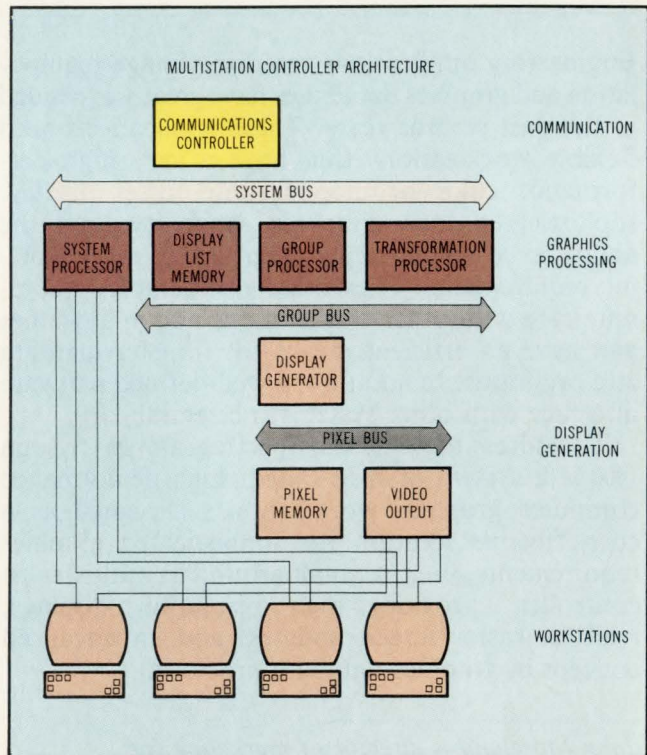 MULTISTATION CONTROLLER ARCHITECTURE
COMMUNICATIONS
CONTROLLER
COMMUNICATION
SYSTEM BUS
SYSTEM
PROCESSOR
DISPLAY
LIST
MEMORY
GROUP
PROCESSOR
TRANSFORMATION
PROCESSOR
GRAPHICS
PROCESSING
GROUP BUS
DISPLAY
GENERATOR
PIXEL BUS
DISPLAY
GENERATION
PIXEL
MEMORY
VIDEO
OUTPUT
WORKSTATIONS